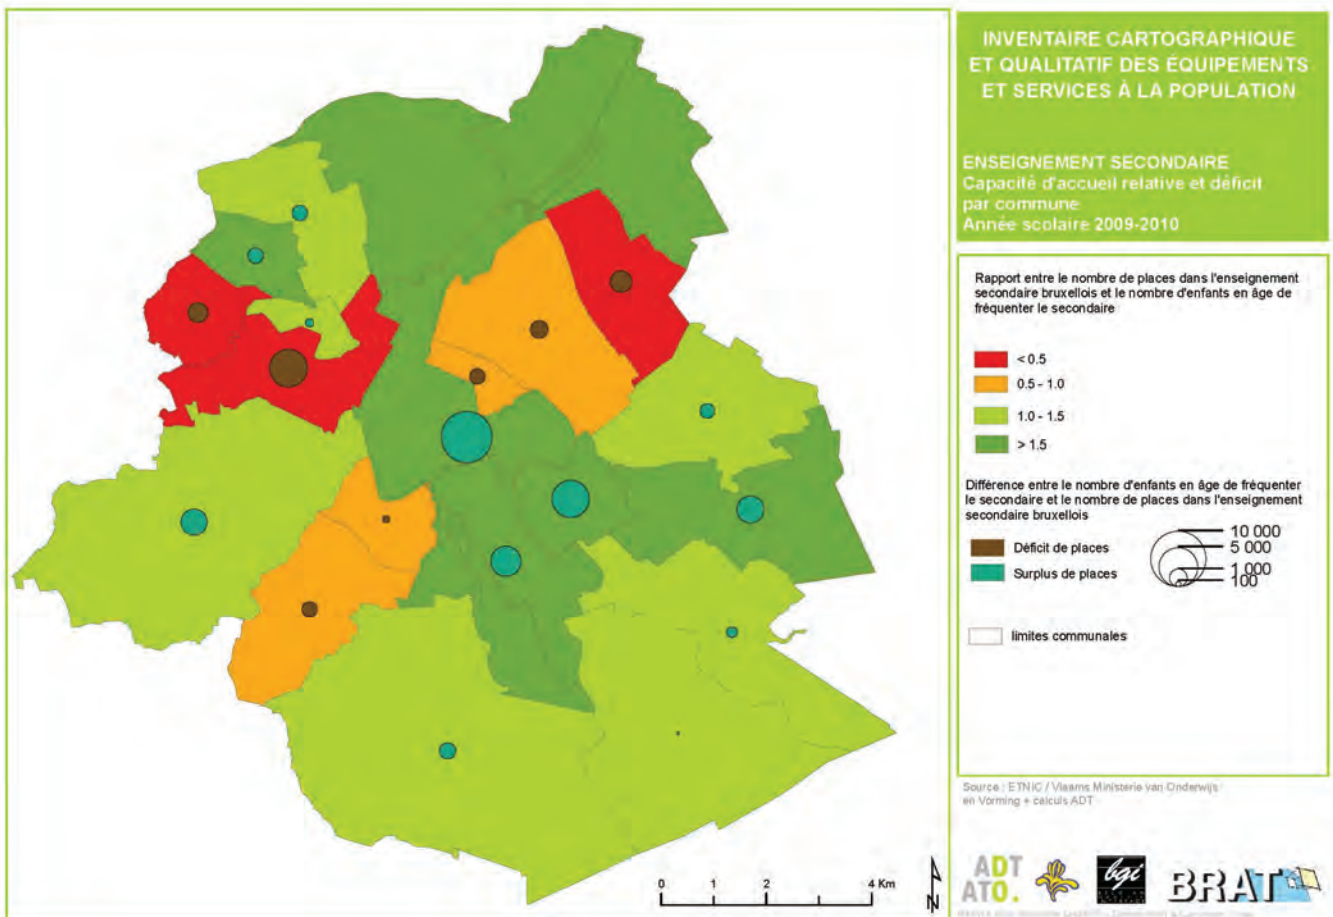 INVENTAIRE CARTOGRAPHIQUE
ET QUALITATIF DES ÉQUIPEMENTS
ET SERVICES À LA POPULATION
ENSEIGNEMENT SECONDAIRE
Capacité d'accueil relative et déficit
par commune
Année scolaire 2009-2010
Rapport entre le nombre de places dans l'enseignement
secondaire bruxellois et le nombre d'enfants en âge de
fréquenter le secondaire
< 0.5
0.5 - 1.0
1.0 - 1.5
> 1.5
Différence entre le nombre d'enfants en âge de fréquenter
le secondaire et le nombre de places dans l'enseignement
secondaire bruxellois
Déficit de places
Surplus de places
10 000
5 000
1 000
100
limites communales
Source : ETNIC / Vlaams Ministerie van Onderwijs
en Vorming + calculs ADT
0 1 2 4 Km
N
ADT
ATO.
bgi
BRAT